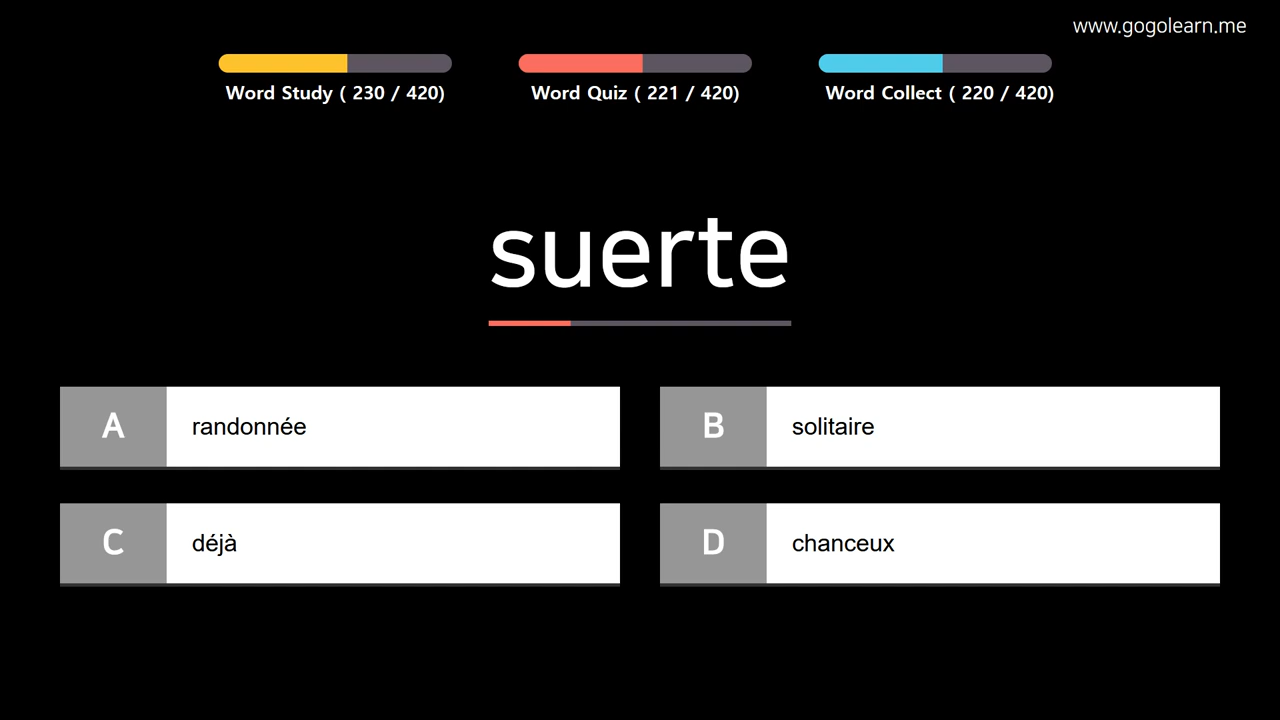 www.gogolearn.me
Word Study ( 230 / 420)
Word Quiz ( 221 / 420)
Word Collect ( 220 / 420)
suerte
A randonnée
B solitaire
C déjà
D chanceux